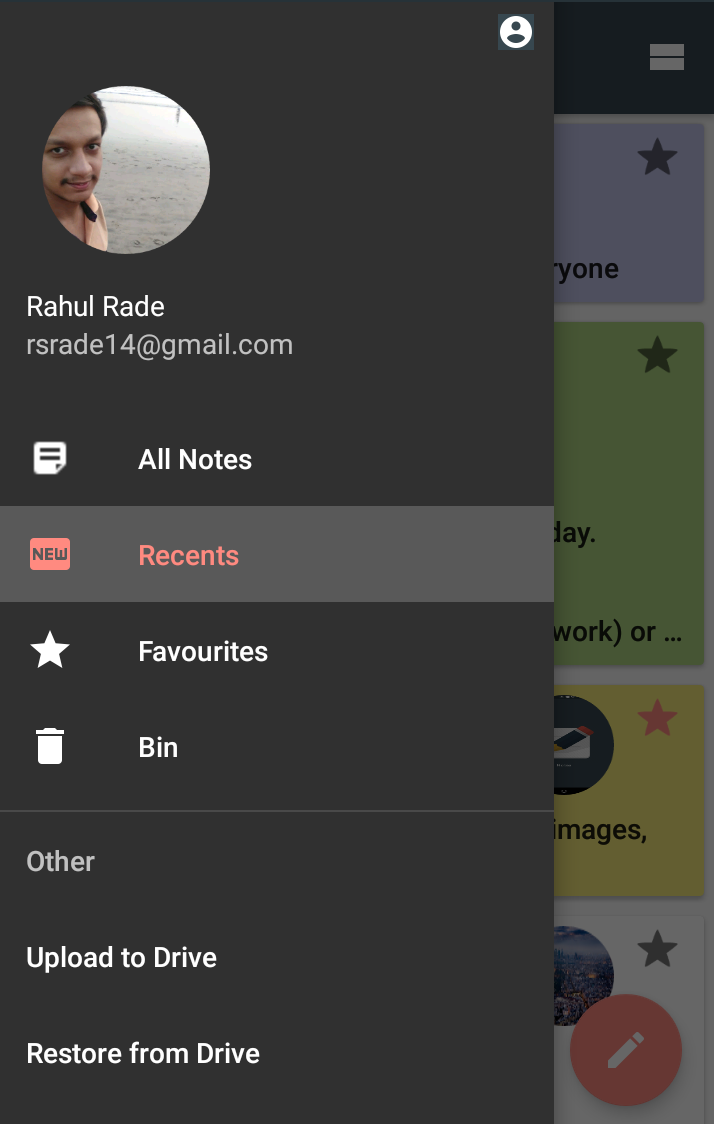 Rahul Rade
rsrade14@gmail.com
All Notes
NEW Recents
Favourites
Bin
Other
Upload to Drive
Restore from Drive
ryone
day.
work) or ...
images,